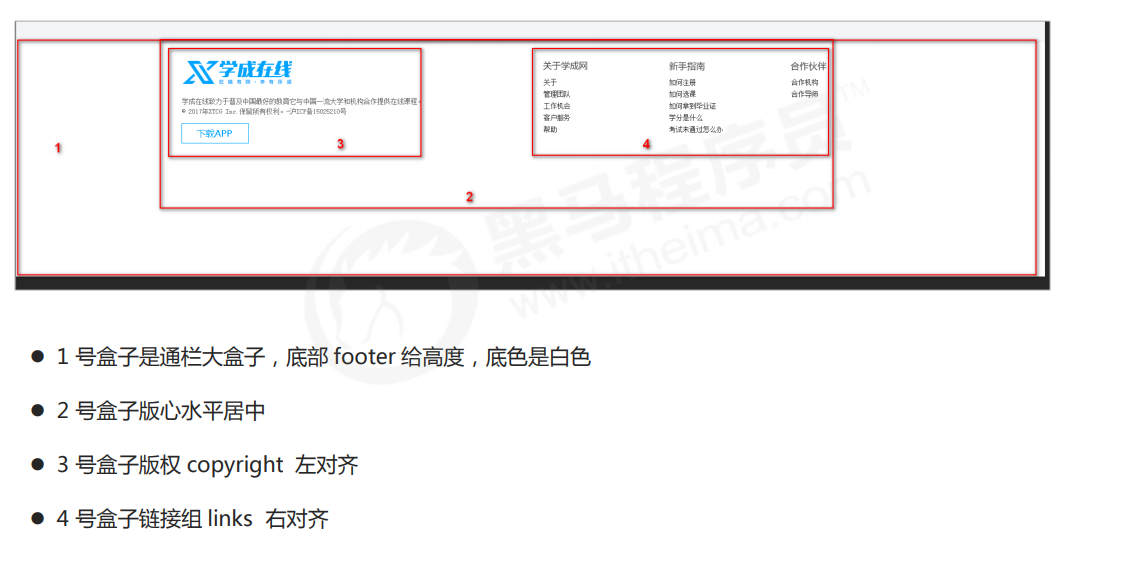 学成在线
在 线 教 育 · 学 有 所 成
学成在线致力于普及中国最好的教育它与中国一流大学和机构合作提供在线课程。
© 2017年XTCG Inc.保留所有权利。-沪ICP备15025210号
下载APP
3
关于学成网
关于
管理团队
工作机会
客户服务
帮助
新手指南
如何注册
如何选课
如何拿到毕业证
学分是什么
考试未通过怎么办
合作伙伴
合作机构
合作导师
4
1
2
黑马程序员TM
www.itheima.com
● 1 号盒子是通栏大盒子，底部 footer 给高度，底色是白色
● 2 号盒子版心水平居中
● 3 号盒子版权 copyright 左对齐
● 4 号盒子链接组 links 右对齐